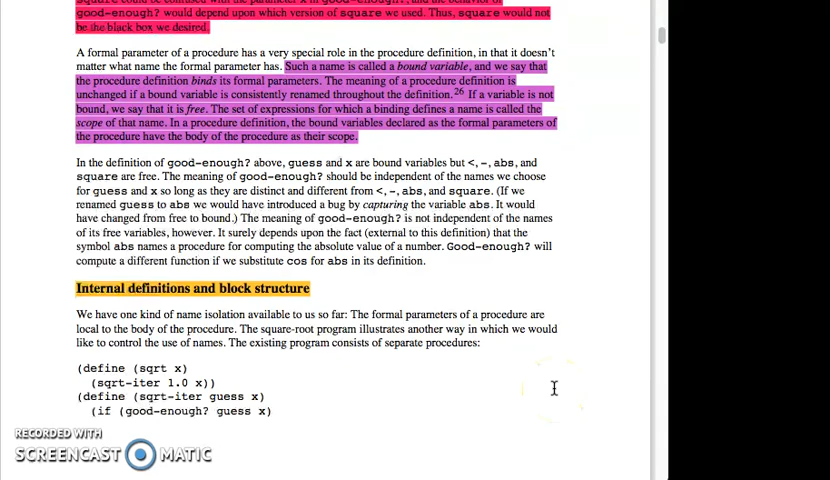 square could be confused with the parameter x in good-enough?, and the behavior of
good-enough? would depend upon which version of square we used. Thus, square would not
be the black box we desired.
A formal parameter of a procedure has a very special role in the procedure definition, in that it doesn't
matter what name the formal parameter has. Such a name is called a bound variable, and we say that
the procedure definition binds its formal parameters. The meaning of a procedure definition is
unchanged if a bound variable is consistently renamed throughout the definition.26 If a variable is not
bound, we say that it is free. The set of expressions for which a binding defines a name is called the
scope of that name. In a procedure definition, the bound variables declared as the formal parameters of
the procedure have the body of the procedure as their scope.
In the definition of good-enough? above, guess and x are bound variables but <, -, abs, and
square are free. The meaning of good-enough? should be independent of the names we choose
for guess and x so long as they are distinct and different from <, -, abs, and square. (If we
renamed guess to abs we would have introduced a bug by capturing the variable abs. It would
have changed from free to bound.) The meaning of good-enough? is not independent of the names
of its free variables, however. It surely depends upon the fact (external to this definition) that the
symbol abs names a procedure for computing the absolute value of a number. Good-enough? will
compute a different function if we substitute cos for abs in its definition.
Internal definitions and block structure
We have one kind of name isolation available to us so far: The formal parameters of a procedure are
local to the body of the procedure. The square-root program illustrates another way in which we would
like to control the use of names. The existing program consists of separate procedures:
(define (sqrt x)
(sqrt-iter 1.0 x))
(define (sqrt-iter guess x)
(if (good-enough? guess x)
RECORDED WITH
SCREENCAST MATIC